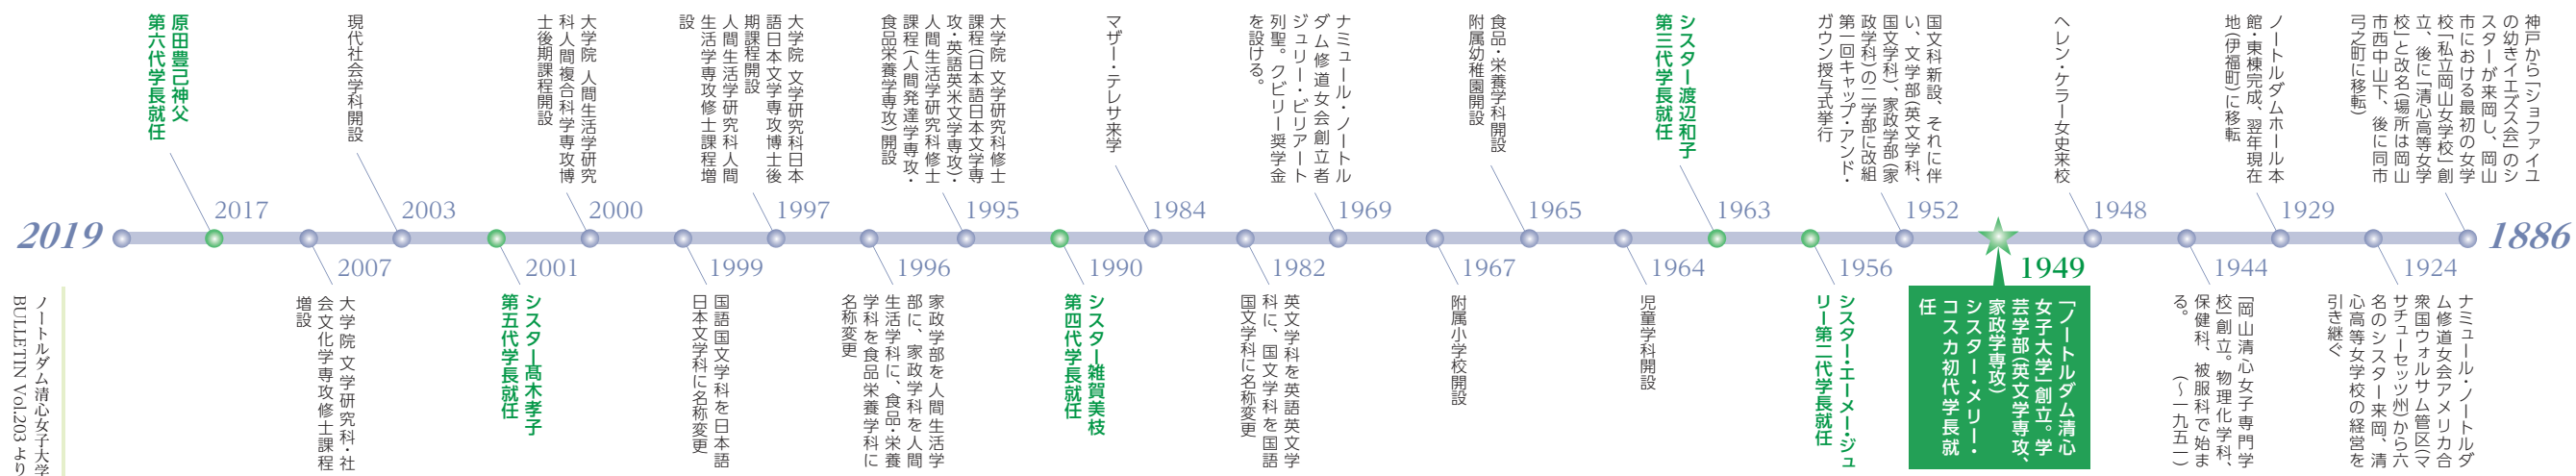 1886
神戸から「ショファイユ
の幼きイエズス会」のシ
スターが来岡し、岡山
市における最初の女学
校「私立岡山女学校」創
立、後に「清心高等女学
校」と改名(場所は岡山
市西中山下、後に同市
弓之町に移転)
1924
ナミュール・ノートルダ
ム修道女会アメリカ合
衆国ウォルサム管区(マ
サチューセッツ州)から六
名のシスター来岡、清
心高等女学校の経営を
引き継ぐ
1929
ノートルダムホール本
館・東棟完成、翌年現在
地(伊福町)に移転
1944
「岡山清心女子専門学
校」創立。物理化学科、
保健科、被服科で始ま
る。 (〜一九五一)
1948
ヘレン・ケラー女史来校
1949
「ノートルダム清心
女子大学」創立。学
芸学部(英文学専攻、
家政学専攻)
シスター・メリー・
コスカ初代学長就
任
1952
国文科新設、それに伴
い、文学部(英文学科、
国文学科)、家政学部(家
政学科)の二学部に改組
第一回キャップ・アンド・
ガウン授与式挙行
1956
シスター・エーメー・ジュ
リー第二代学長就任
1963
シスター渡辺和子
第三代学長就任
1964
児童学科開設
1965
食品・栄養学科開設
附属幼稚園開設
1967
附属小学校開設
1969
ナミュール・ノートル
ダム修道女会創立者
ジュリー・ビリアート
列聖。クビリー奨学金
を設ける。
1982
英文学科を英語英文学
科に、国文学科を国語
国文学科に名称変更
1984
マザー・テレサ来学
1990
シスター雑賀美枝
第四代学長就任
1995
大学院 文学研究科修士
課程(日本語日本文学専
攻・英語英米文学専攻)・
人間生活学研究科修士
課程(人間発達学専攻・
食品栄養学専攻)開設
1996
家政学部を人間生活学
部に、家政学科を人間
生活学科に、食品・栄養
学科を食品栄養学科に
名称変更
1997
大学院 文学研究科日本
語日本文学専攻博士後
期課程開設
人間生活学研究科人間
生活学専攻修士課程増
設
1999
国語国文学科を日本語
日本文学科に名称変更
2000
大学院 人間生活学研究
科人間複合科学専攻博
士後期課程開設
2001
シスター髙木孝子
第五代学長就任
2003
現代社会学科開設
2007
大学院 文学研究科・社
会文化学専攻修士課程
増設
2017
原田豊己神父
第六代学長就任
2019
ノートルダム清心女子大学
BULLETIN Vol.203 より